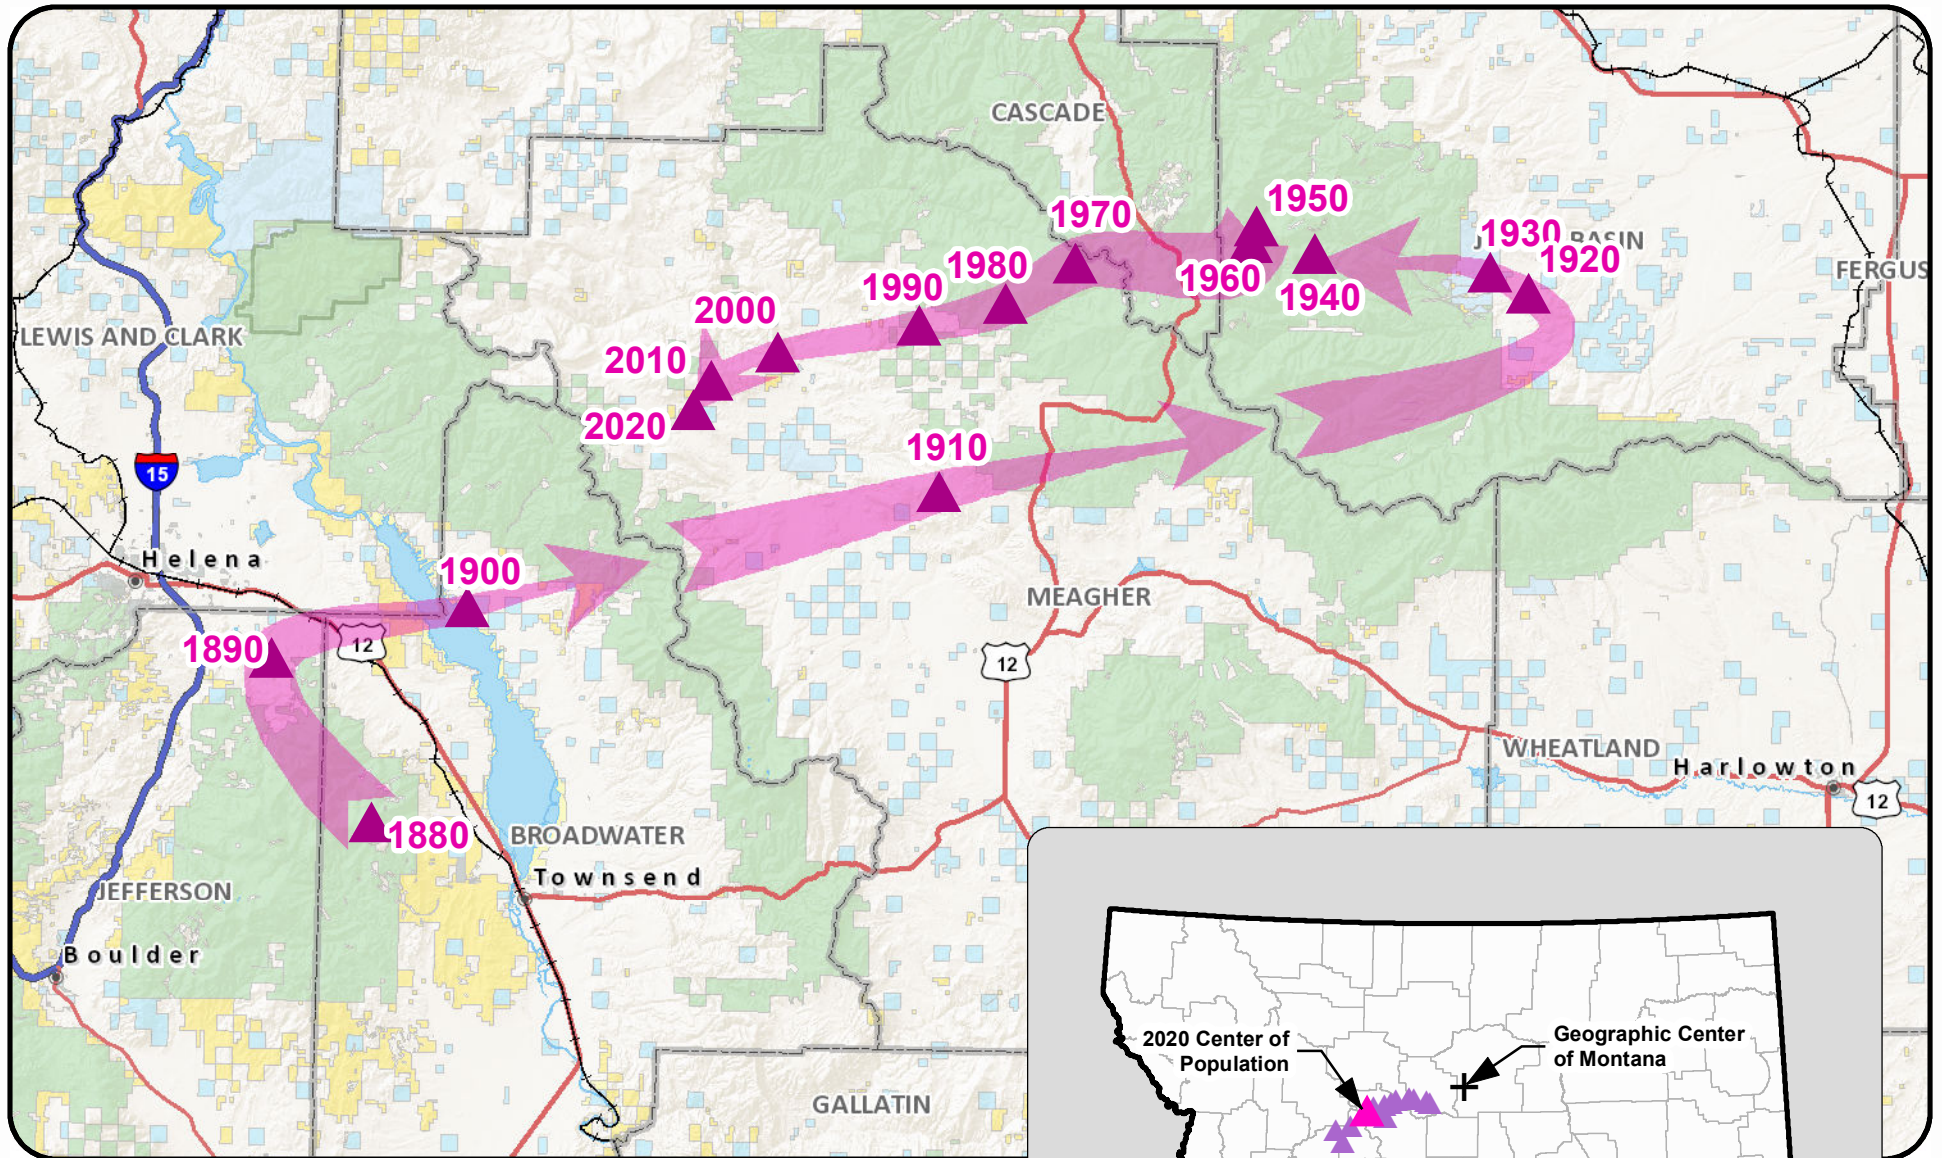 CASCADE
1950
1970
1930
JUDITH BASIN
1920
1980
1990
1960
1940
FERGUS
2000
LEWIS AND CLARK
2010
2020
1910
15
Helena
1900
MEAGHER
1890
12
12
WHEATLAND
Harlowton
12
1880
BROADWATER
Townsend
JEFFERSON
Boulder
2020 Center of
Population
Geographic Center
of Montana
GALLATIN